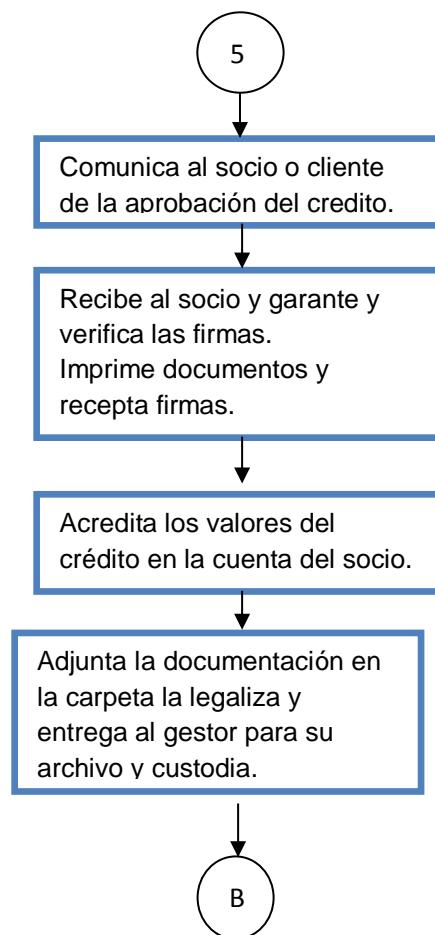 5
Comunica al socio o cliente
de la aprobación del credito.
Recibe al socio y garante y
verifica las firmas.
Imprime documentos y
recepta firmas.
Acredita los valores del
crédito en la cuenta del socio.
Adjunta la documentación en
la carpeta la legaliza y
entrega al gestor para su
archivo y custodia.
B